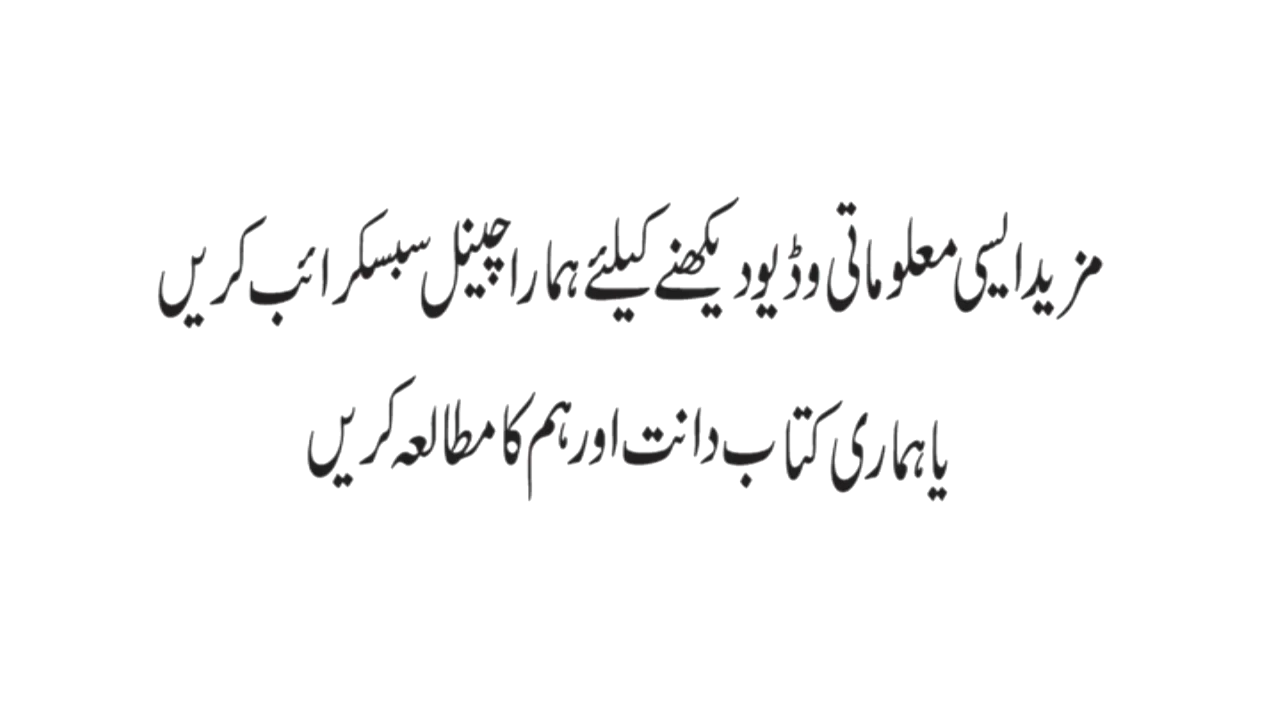 مزید ایسی معلوماتی وڈیو دیکھنے کیلئے ہمارا چینل سبسکرائب کریں
یا ہماری کتاب دانت اور ہم کا مطالعہ کریں